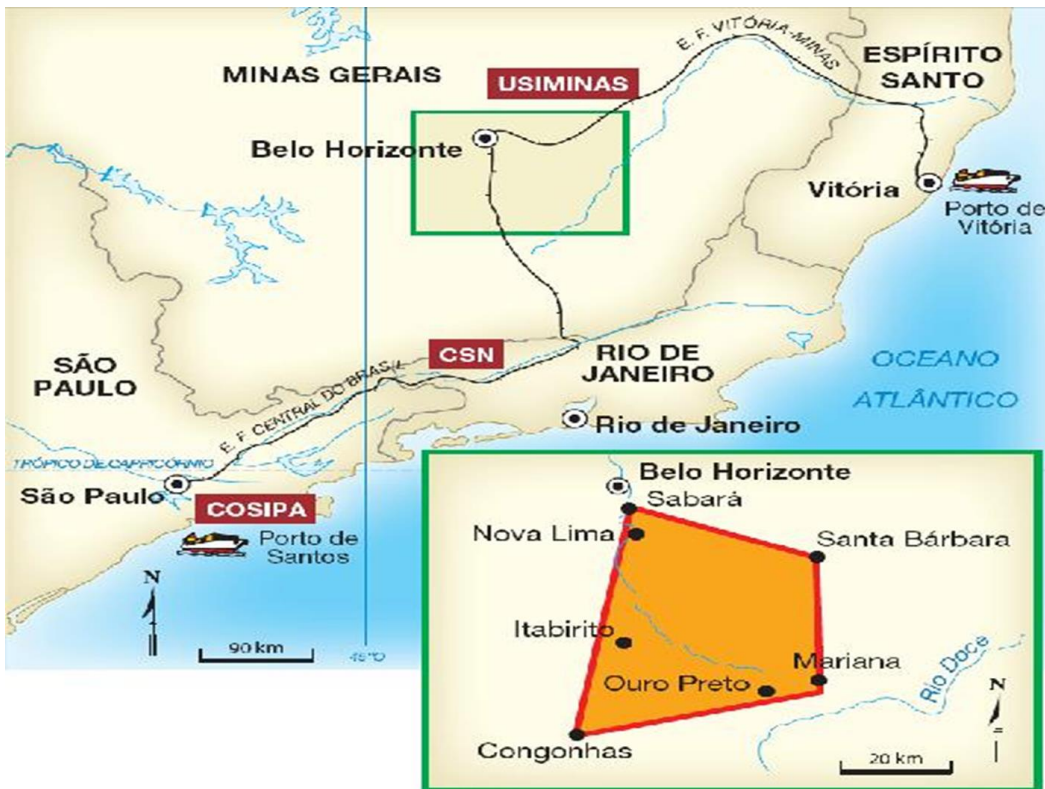 MINAS GERAIS
USIMINAS
E. F. VITÓRIA-MINAS
ESPÍRITO
SANTO
Belo Horizonte
Vitória
Porto de
Vitória
SÃO
PAULO
CSN
RIO DE
JANEIRO
OCEANO
ATLÂNTICO
E. F. CENTRAL DO BRASIL
Rio de Janeiro
TRÓPICO DE CAPRICÓRNIO
São Paulo
COSIPA
Porto de
Santos
N
90 km
45°O
Belo Horizonte
Sabará
Nova Lima
Santa Bárbara
Itabirito
Mariana
Ouro Preto
Rio Doce
N
Congonhas
20 km